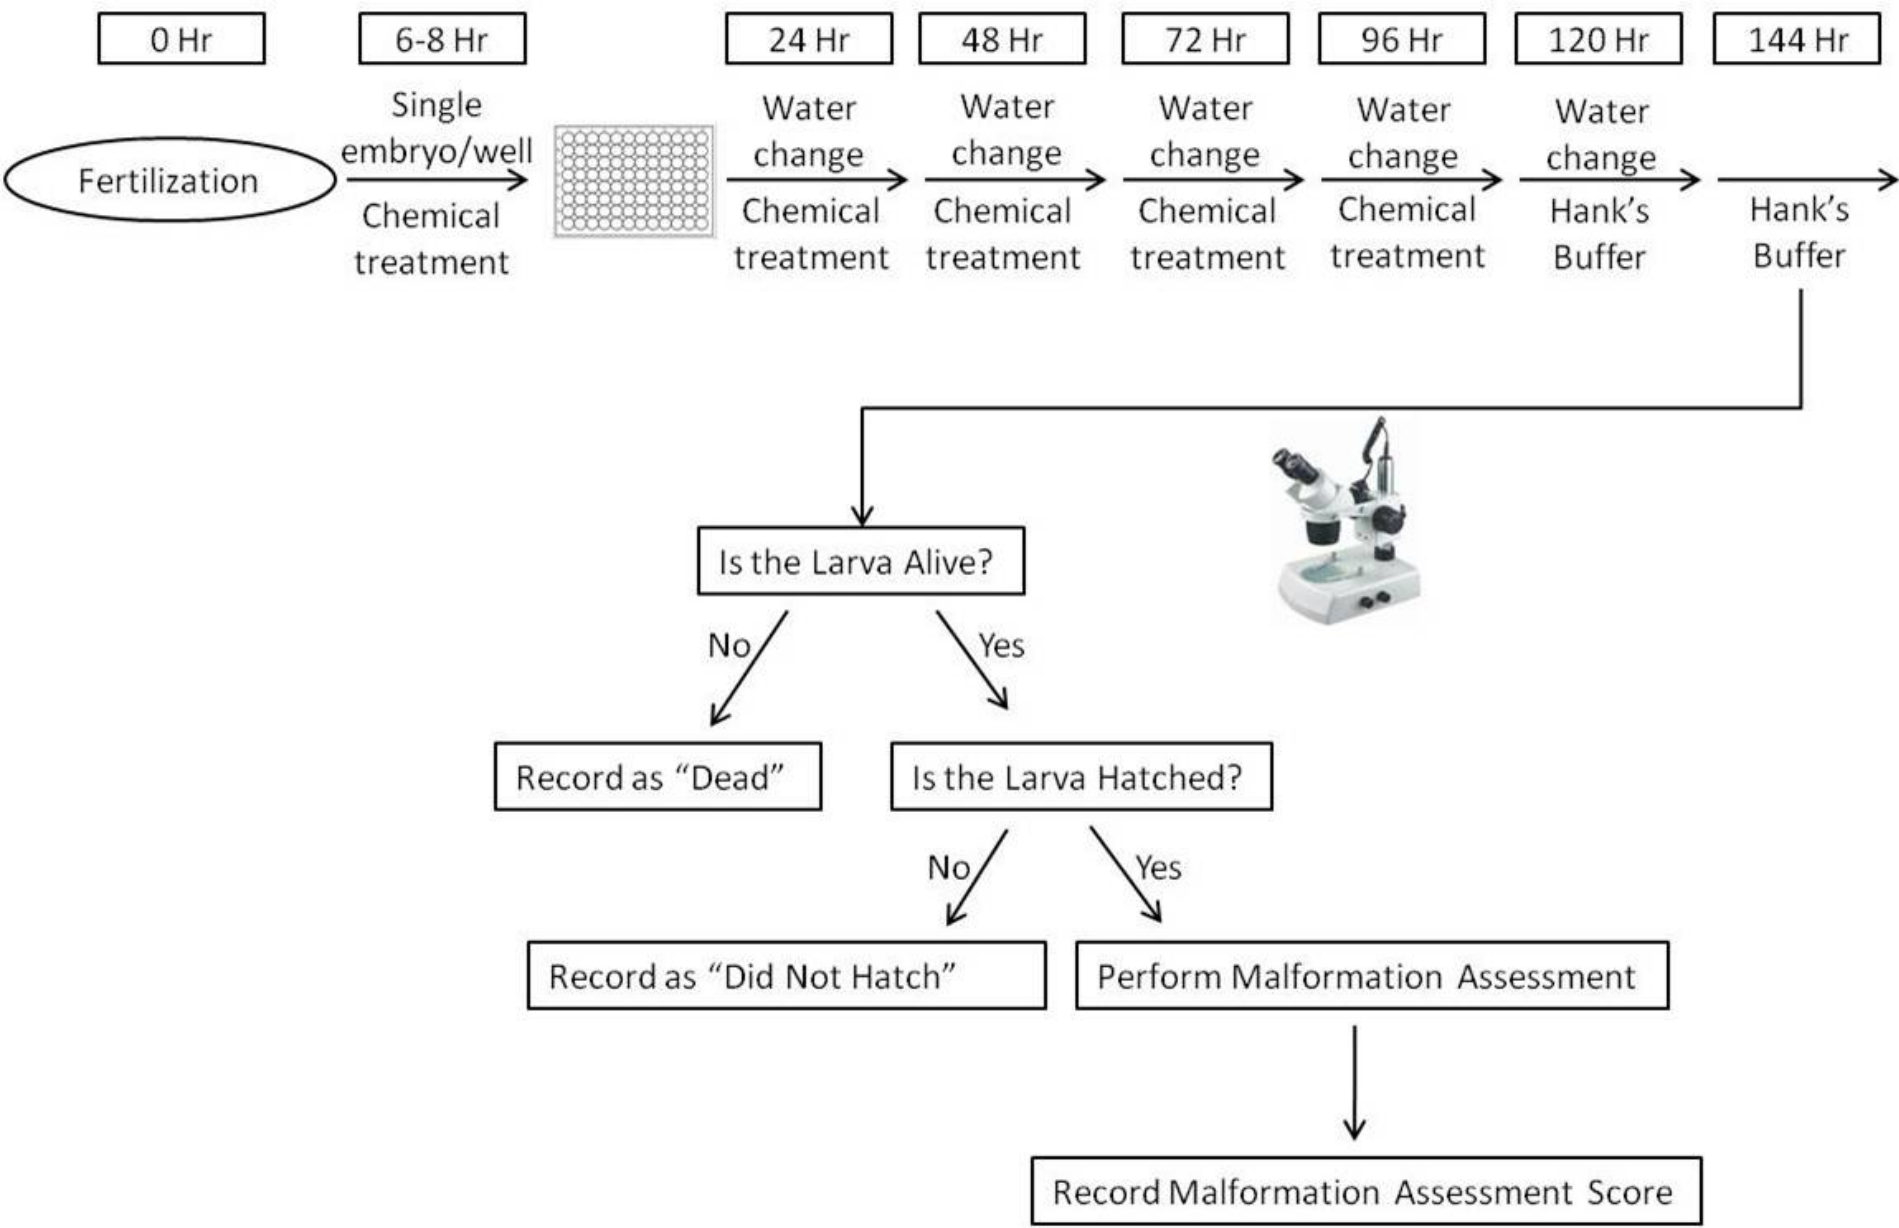 0 Hr
6-8 Hr
24 Hr
48 Hr
72 Hr
96 Hr
120 Hr
144 Hr
Fertilization
Single
embryo/well
Chemical
treatment
Water
change
Chemical
treatment
Water
change
Chemical
treatment
Water
change
Chemical
treatment
Water
change
Chemical
treatment
Water
change
Hank’s
Buffer
Hank’s
Buffer
Is the Larva Alive?
No
Yes
Record as “Dead”
Is the Larva Hatched?
No
Yes
Record as “Did Not Hatch”
Perform Malformation Assessment
Record Malformation Assessment Score